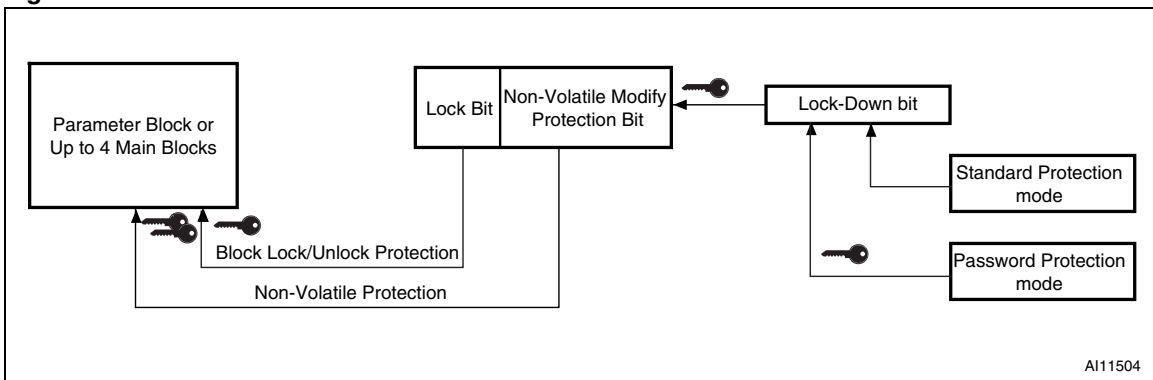 Parameter Block or
Up to 4 Main Blocks
Lock Bit
Non-Volatile Modify
Protection Bit
Lock-Down bit
Standard Protection
mode
Password Protection
mode
Block Lock/Unlock Protection
Non-Volatile Protection
AI11504